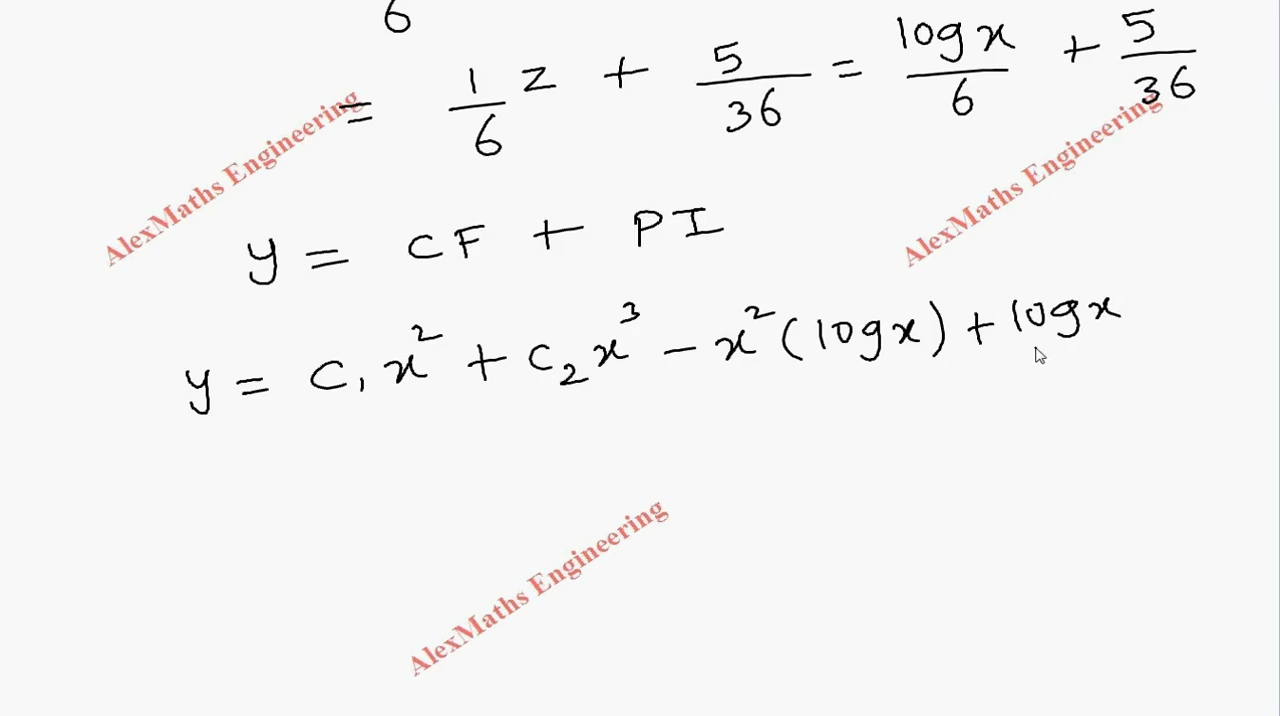 6
= 1/6 z + 5/36 = log x/6 + 5/36
AlexMaths Engineering
AlexMaths Engineering
y = CF + PI
y = C₁x² + C₂x³ − x²(log x) + log x
AlexMaths Engineering